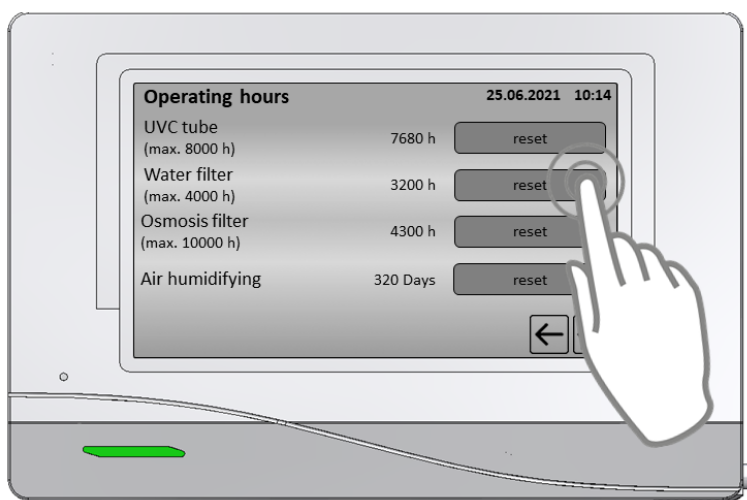 Operating hours 25.06.2021 10:14
UVC tube
(max. 8000 h) 7680 h reset
Water filter
(max. 4000 h) 3200 h reset
Osmosis filter
(max. 10000 h) 4300 h reset
Air humidifying 320 Days reset